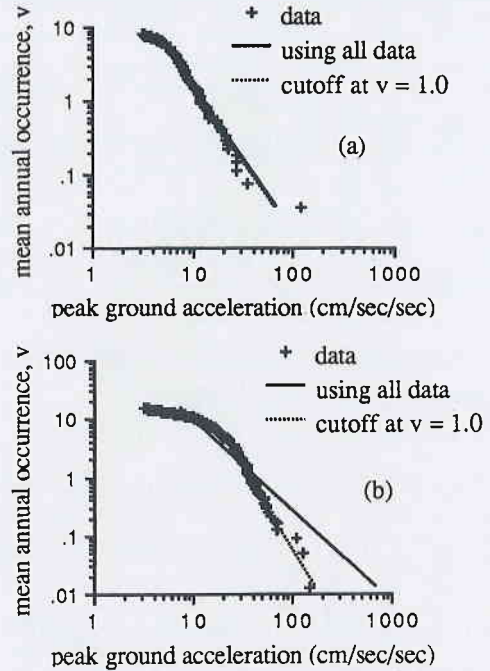 + data
using all data
cutoff at v = 1.0
mean annual occurrence, v
10
1
.1
.01
(a)
1 10 100 1000
peak ground acceleration (cm/sec/sec)
+ data
using all data
cutoff at v = 1.0
mean annual occurrence, v
100
10
1
.1
.01
(b)
1 10 100 1000
peak ground acceleration (cm/sec/sec)